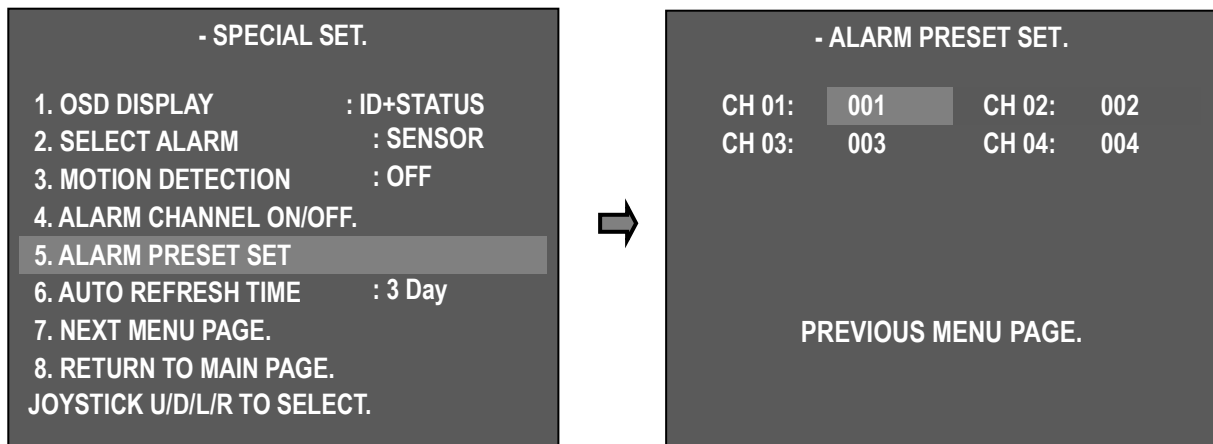 - SPECIAL SET.
1. OSD DISPLAY : ID+STATUS
2. SELECT ALARM : SENSOR
3. MOTION DETECTION : OFF
4. ALARM CHANNEL ON/OFF.
5. ALARM PRESET SET
6. AUTO REFRESH TIME : 3 Day
7. NEXT MENU PAGE.
8. RETURN TO MAIN PAGE.
JOYSTICK U/D/L/R TO SELECT.
- ALARM PRESET SET.
CH 01: 001 CH 02: 002
CH 03: 003 CH 04: 004
PREVIOUS MENU PAGE.